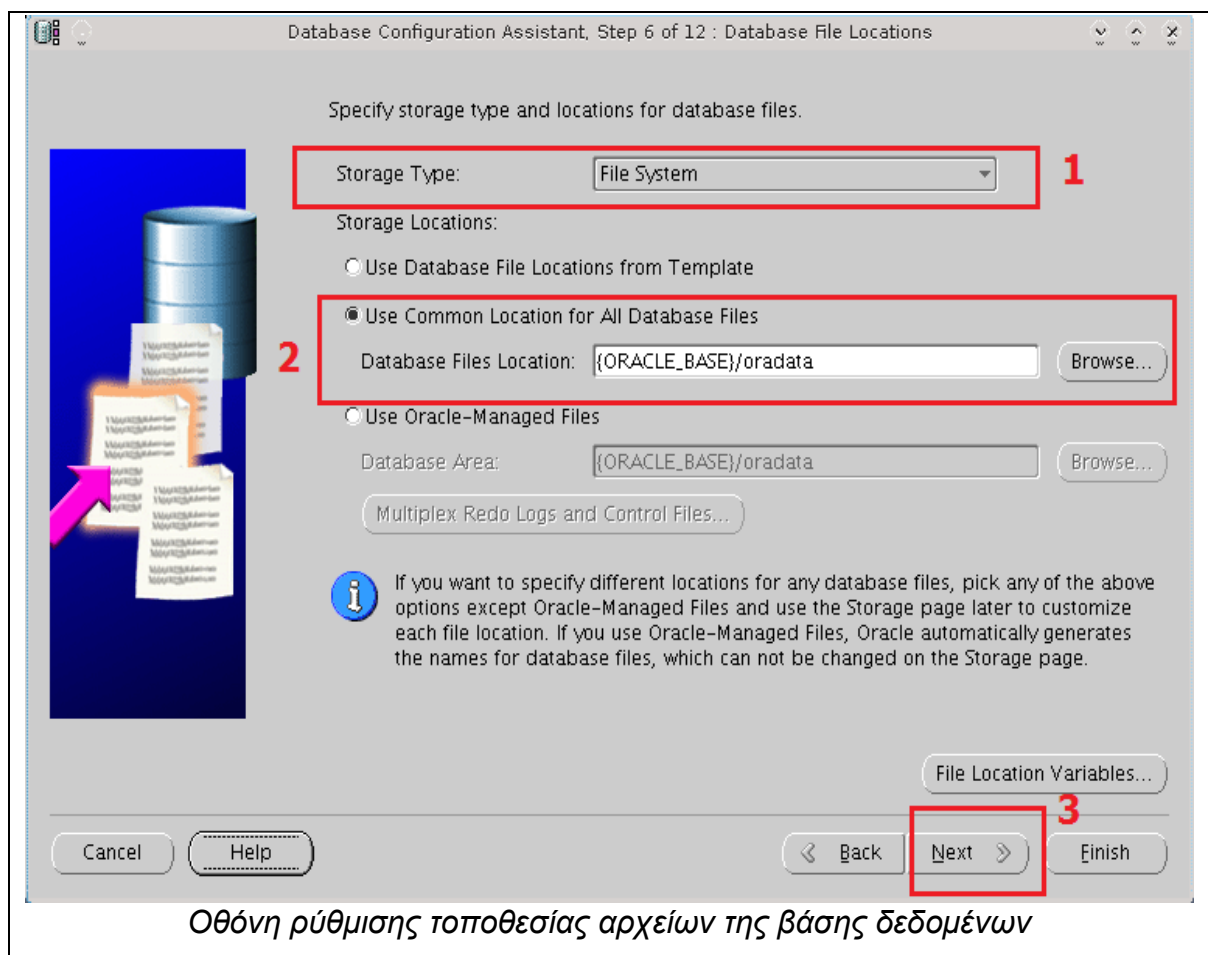 Database Configuration Assistant, Step 6 of 12 : Database File Locations
Specify storage type and locations for database files.
Storage Type: File System
1
Storage Locations:
Use Database File Locations from Template
Use Common Location for All Database Files
2
Database Files Location: {ORACLE_BASE}/oradata Browse...
Use Oracle-Managed Files
Database Area: {ORACLE_BASE}/oradata Browse...
Multiplex Redo Logs and Control Files...
If you want to specify different locations for any database files, pick any of the above
options except Oracle-Managed Files and use the Storage page later to customize
each file location. If you use Oracle-Managed Files, Oracle automatically generates
the names for database files, which can not be changed on the Storage page.
File Location Variables...
3
Cancel Help Back Next Finish
Οθόνη ρύθμισης τοποθεσίας αρχείων της βάσης δεδομένων